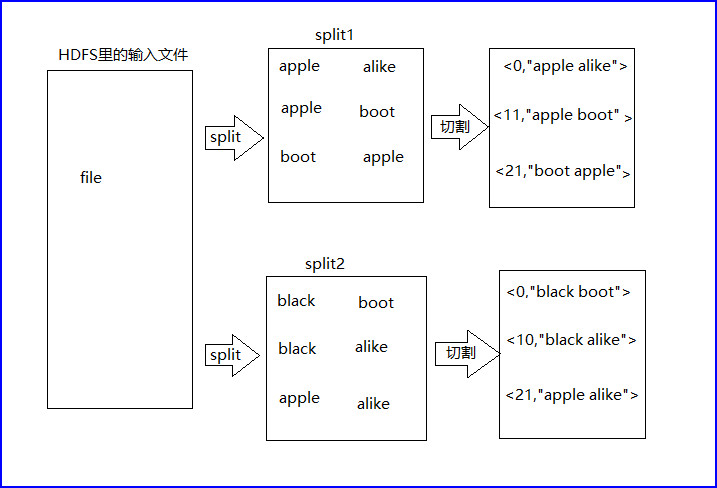 HDFS里的输入文件
file
split
split1
apple alike
apple boot
boot apple
切割
<0,"apple alike">
<11,"apple boot" >
<21,"boot apple">
split
split2
black boot
black alike
apple alike
切割
<0,"black boot">
<10,"black alike">
<21,"apple alike">